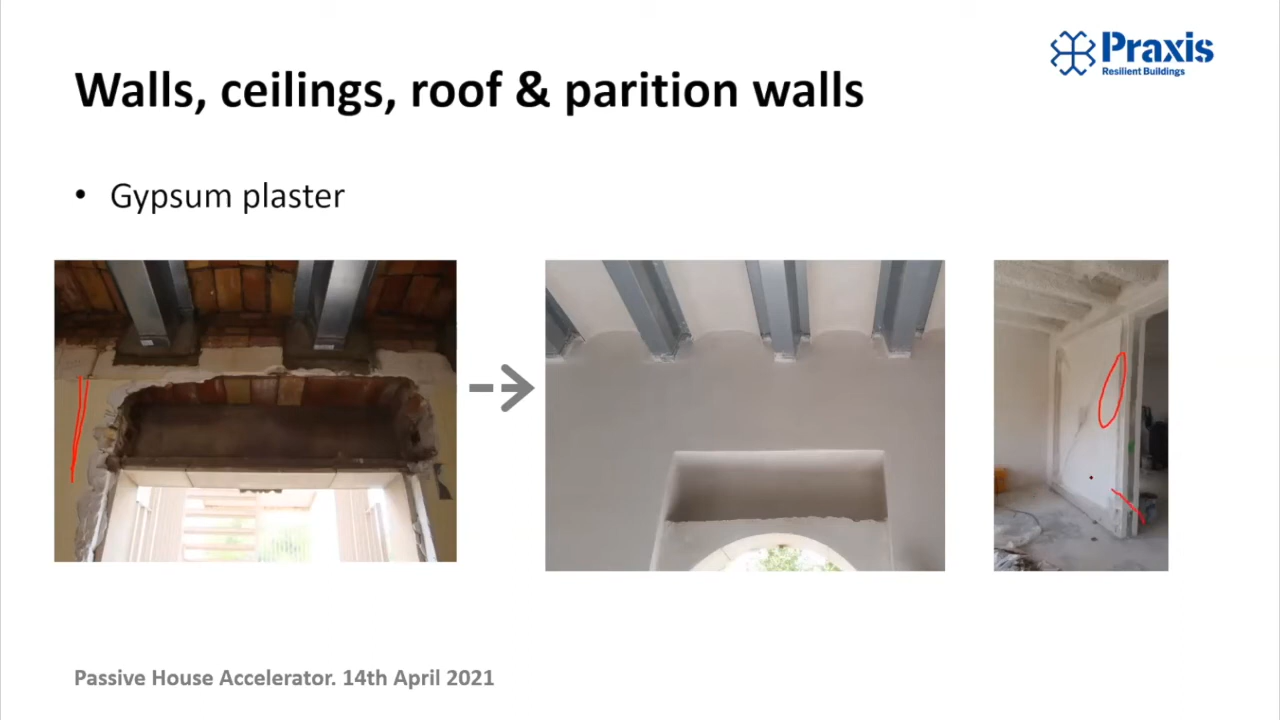 Praxis
Resilient Buildings
Walls, ceilings, roof & parition walls
• Gypsum plaster
Passive House Accelerator. 14th April 2021